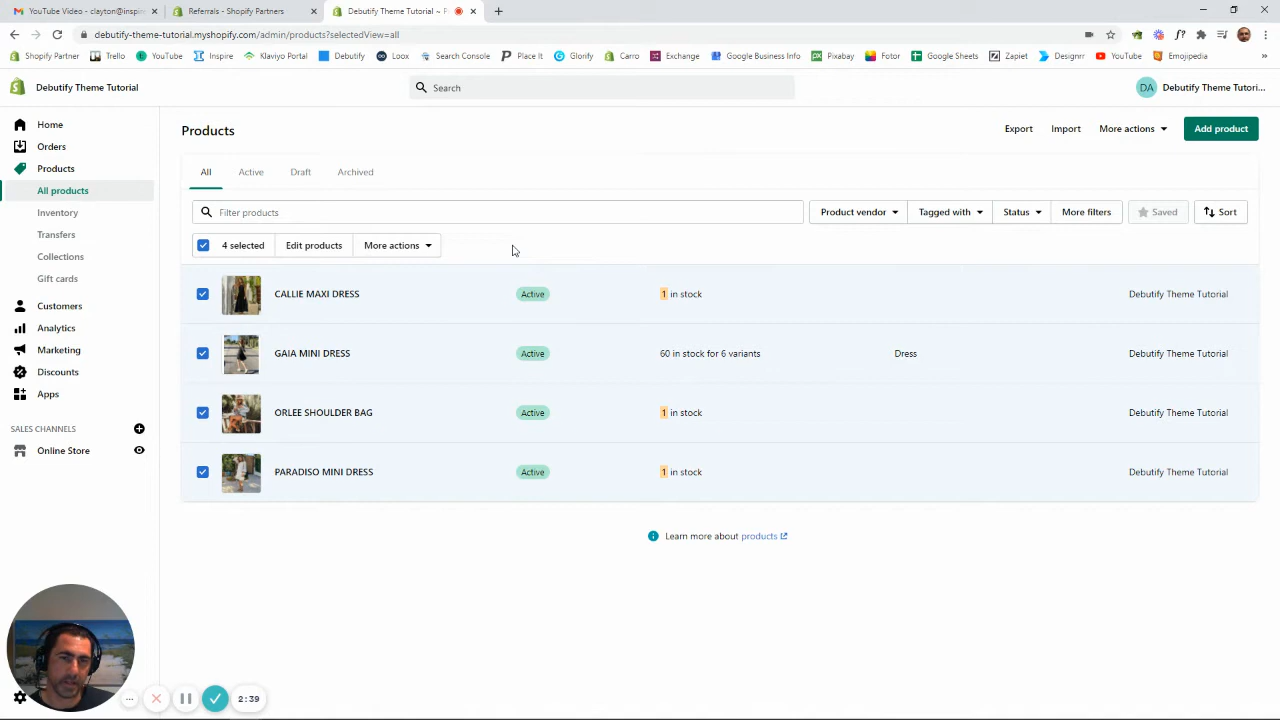 YouTube Video - clayton@inspir
Referrals - Shopify Partners
Debutify Theme Tutorial ~ P
debutify-theme-tutorial.myshopify.com/admin/products?selectedView=all
Shopify Partner
Trello
YouTube
Inspire
Klaviyo Portal
Debutify
Loox
Search Console
Place It
Glorify
Carro
Exchange
Google Business Info
Pixabay
Fotor
Google Sheets
Zapiet
Designrr
YouTube
Emojipedia
Debutify Theme Tutorial
Search
DA
Debutify Theme Tutori...
Home
Orders
Products
All products
Inventory
Transfers
Collections
Gift cards
Customers
Analytics
Marketing
Discounts
Apps
SALES CHANNELS
Online Store
Products
Export
Import
More actions
Add product
All
Active
Draft
Archived
Filter products
Product vendor
Tagged with
Status
More filters
Saved
Sort
4 selected
Edit products
More actions
CALLIE MAXI DRESS Active 1 in stock Debutify Theme Tutorial
GAIA MINI DRESS Active 60 in stock for 6 variants Dress Debutify Theme Tutorial
ORLEE SHOULDER BAG Active 1 in stock Debutify Theme Tutorial
PARADISO MINI DRESS Active 1 in stock Debutify Theme Tutorial
Learn more about products
2:39